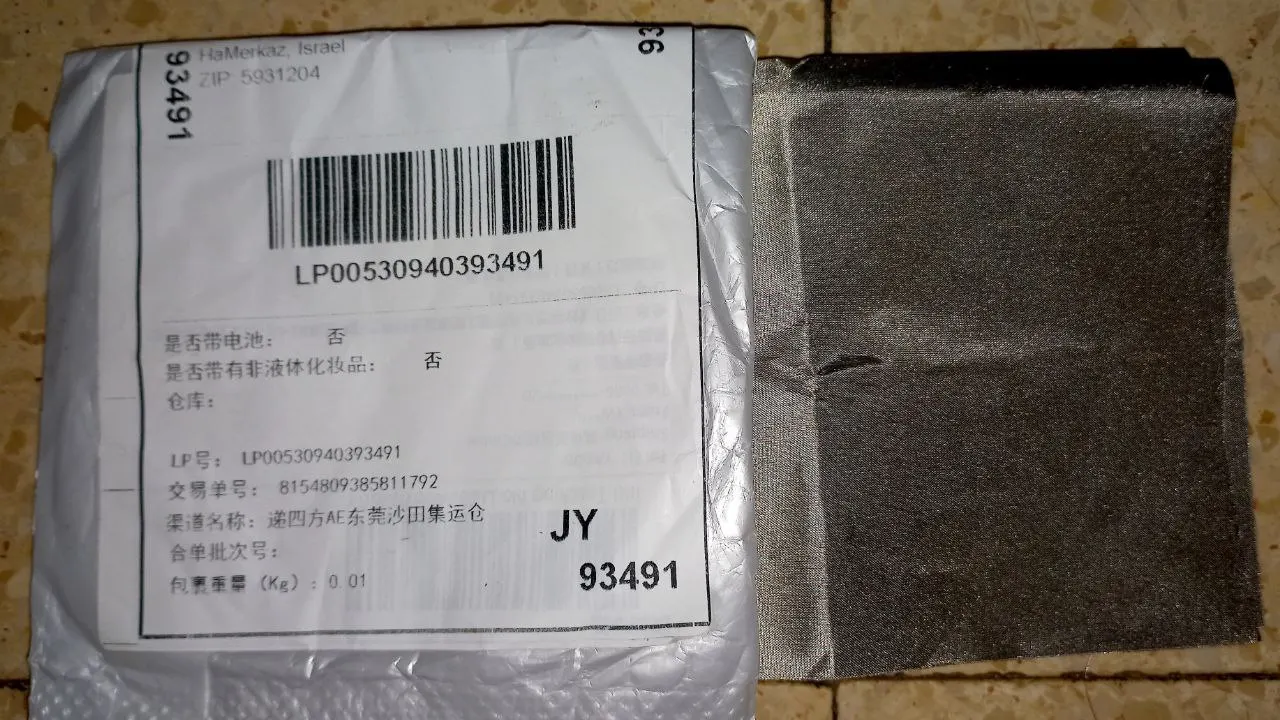 HaMerkaz, Israel
ZIP: 5931204
93491
93
LP00530940393491
是否带电池: 否
是否带有非液体化妆品: 否
仓库:
LP号: LP00530940393491
交易单号: 8154809385811792
渠道名称: 递四方AE东莞沙田集运仓
合单批次号:
包裹重量 (Kg) : 0.01
JY
93491